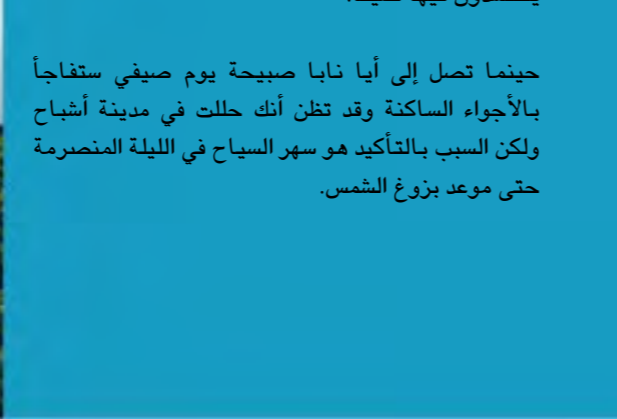 حينما تصل إلى أيا نابا صبيحة يوم صيفي ستفاجأ
بالأجواء الساكنة وقد تظن أنك حللت في مدينة أشباح
ولكن السبب بالتأكيد هو سهر السياح في الليلة المنصرمة
حتى موعد بزوغ الشمس.